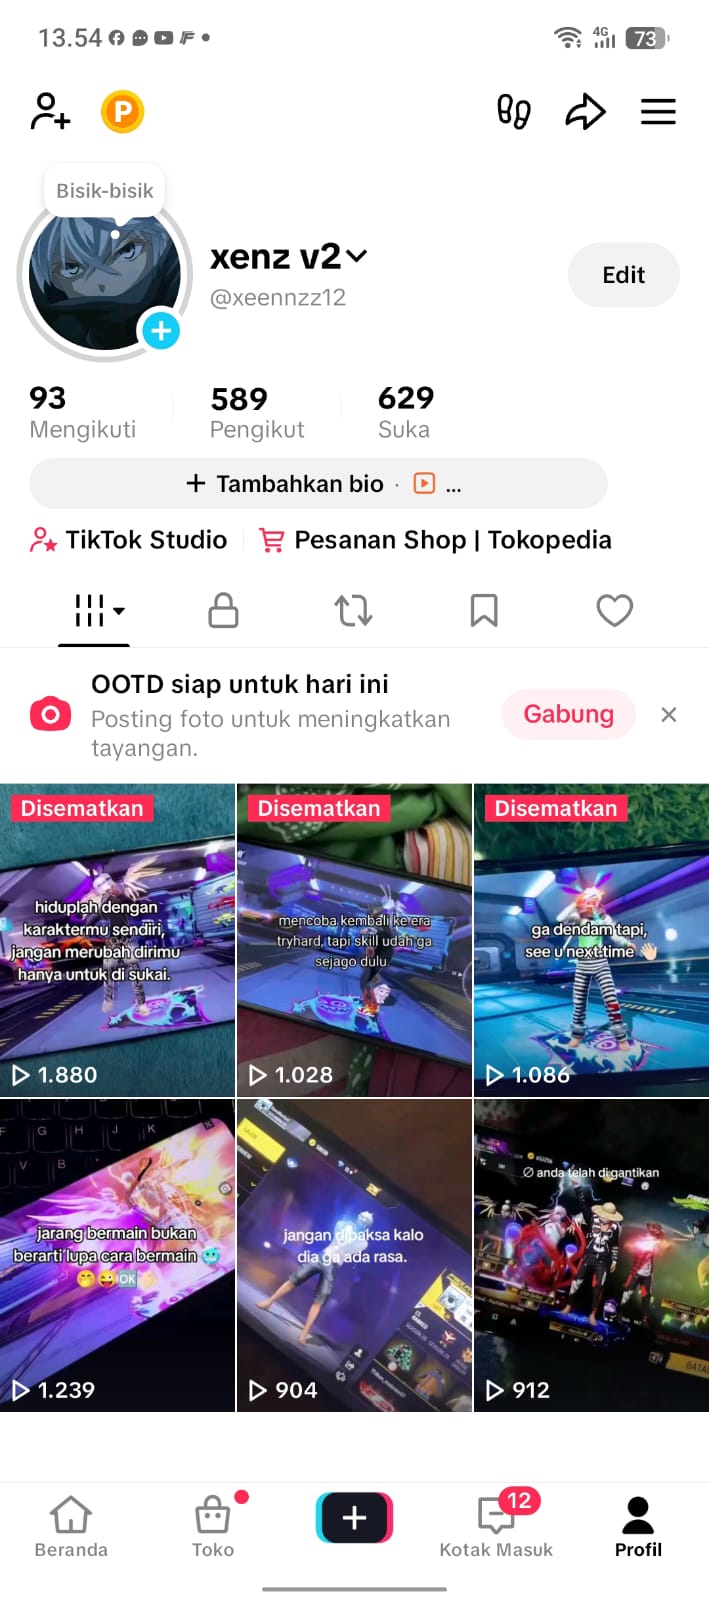 13.54
4G
73
P
Bisik-bisik
xenz v2
@xeennzz12
Edit
93
Mengikuti
589
Pengikut
629
Suka
+ Tambahkan bio · ...
TikTok Studio
Pesanan Shop | Tokopedia
OOTD siap untuk hari ini
Posting foto untuk meningkatkan
tayangan.
Gabung
Disematkan
hiduplah dengan
karaktermu sendiri,
jangan merubah dirimu
hanya untuk di sukai.
1.880
Disematkan
mencoba kembali ke era
tryhard, tapi skill udah ga
sejago dulu.
1.028
Disematkan
ga dendam tapi,
see u next time 👋
1.086
F G H J K
V B
jarang bermain bukan
berarti lupa cara bermain
OK
1.239
jangan dipaksa kalo
dia ga ada rasa.
904
anda telah digantikan
912
Beranda
Toko
12
Kotak Masuk
Profil